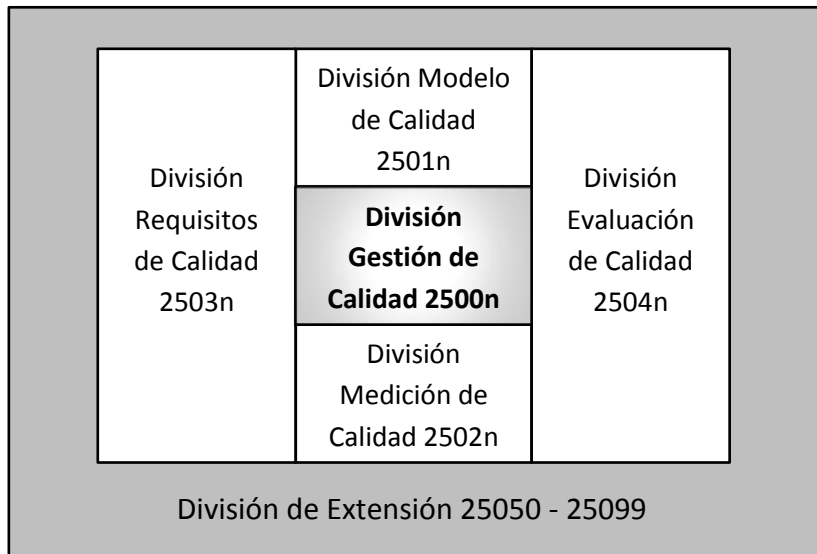 División
Requisitos
de Calidad
2503n
División Modelo
de Calidad
2501n
División
Gestión de
Calidad 2500n
División
Medición de
Calidad 2502n
División
Evaluación
de Calidad
2504n
División de Extensión 25050 - 25099